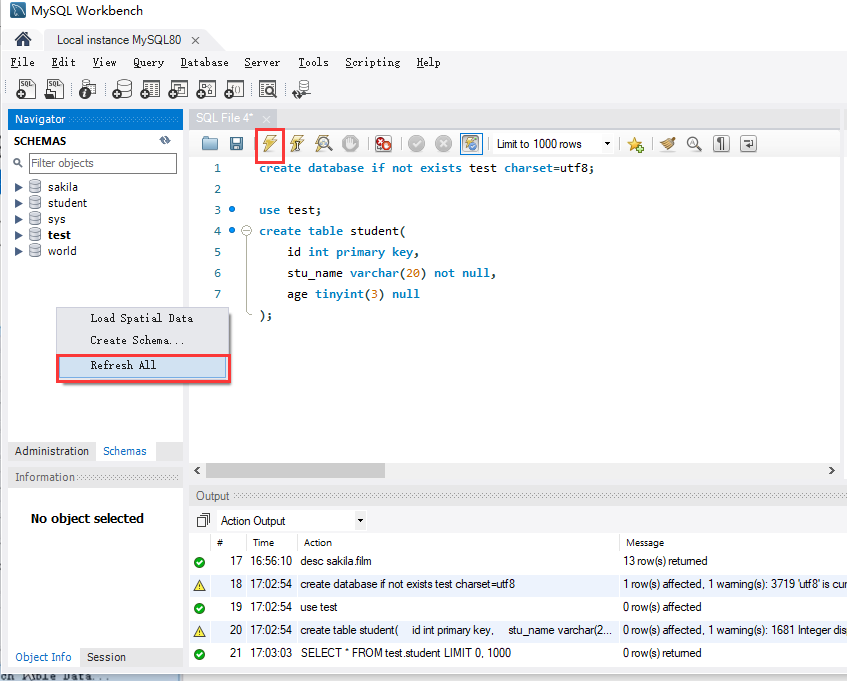 MySQL Workbench
Local instance MySQL80
File Edit View Query Database Server Tools Scripting Help
Navigator
SCHEMAS
Filter objects
sakila
student
sys
test
world
Load Spatial Data
Create Schema...
Refresh All
Administration Schemas
Information
No object selected
Object Info Session
SQL File 4*
Limit to 1000 rows
1 create database if not exists test charset=utf8;
2
3 use test;
4 create table student(
5 id int primary key,
6 stu_name varchar(20) not null,
7 age tinyint(3) null
);
Output
Action Output
# Time Action Message
17 16:56:10 desc sakila.film 13 row(s) returned
18 17:02:54 create database if not exists test charset=utf8 1 row(s) affected, 1 warning(s): 3719 'utf8' is cur
19 17:02:54 use test 0 row(s) affected
20 17:02:54 create table student( id int primary key, stu_name varchar(2... 0 row(s) affected, 1 warning(s): 1681 Integer disp
21 17:03:03 SELECT * FROM test.student LIMIT 0, 1000 0 row(s) returned